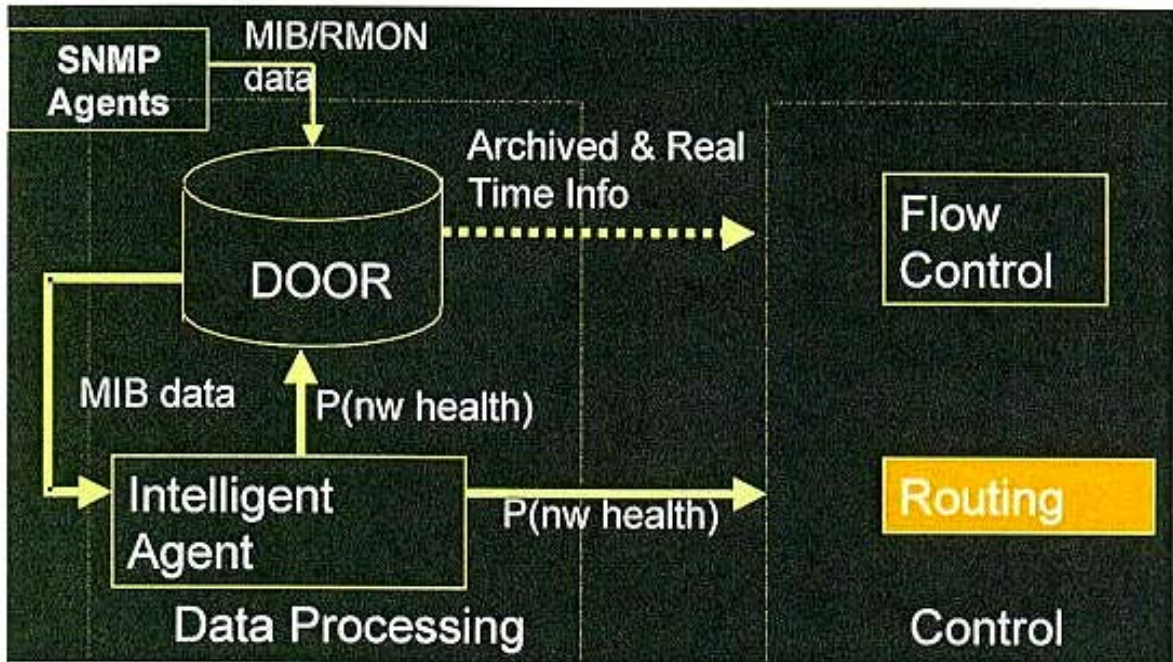 SNMP
Agents
MIB/RMON
data
Archived & Real
Time Info
DOOR
Flow
Control
MIB data
P(nw health)
Intelligent
Agent
P(nw health)
Routing
Data Processing
Control